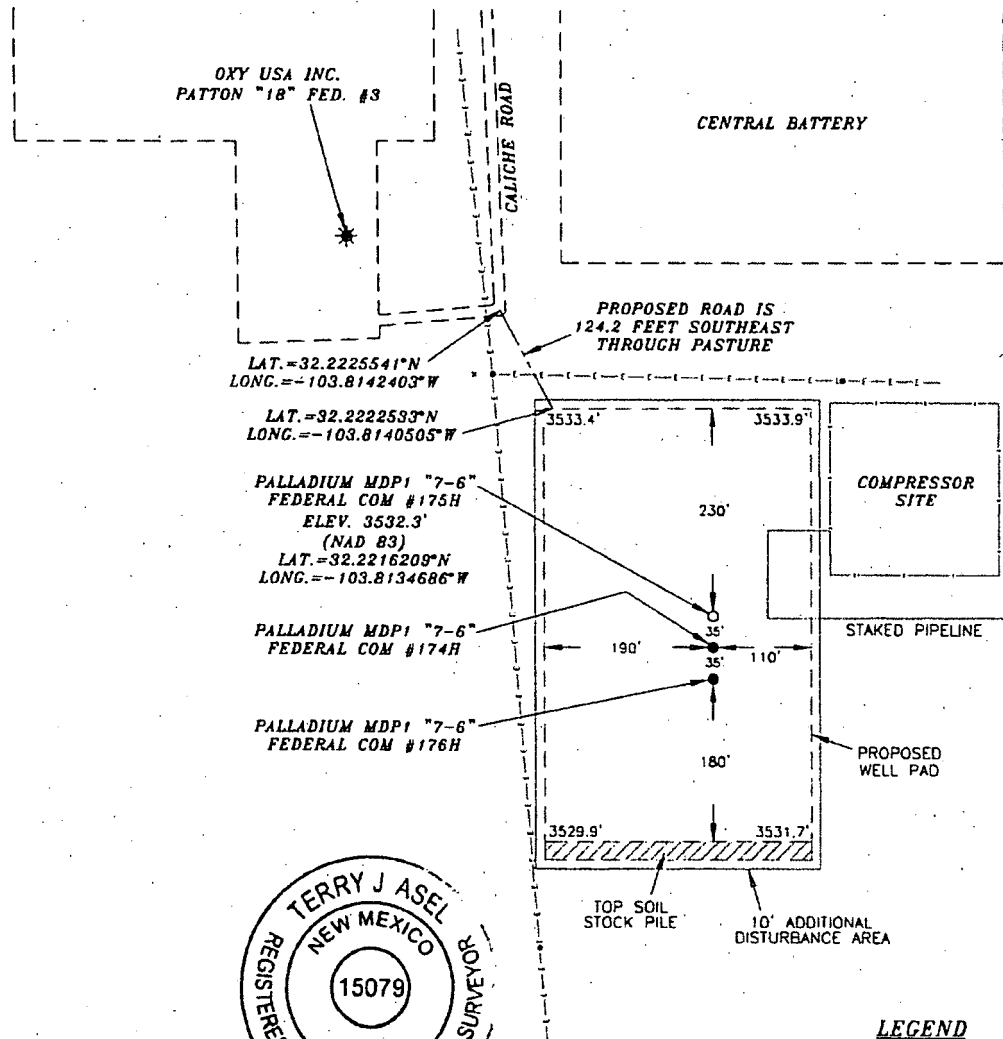 OXY USA INC.
PATTON "18" FED. #3
CALICHE ROAD
CENTRAL BATTERY
PROPOSED ROAD IS
124.2 FEET SOUTHEAST
THROUGH PASTURE
LAT.=32.2225541°N
LONG.=-103.8142403°W
LAT.=32.2222533°N
LONG.=-103.8140505°W
3533.4'
3533.9'
PALLADIUM MDP1 "7-6"
FEDERAL COM #175H
ELEV. 3532.3'
(NAD 83)
LAT.=32.2216209°N
LONG.=-103.8134686°W
230'
COMPRESSOR
SITE
35'
STAKED PIPELINE
PALLADIUM MDP1 "7-6"
FEDERAL COM #174H
190'
110'
35'
PALLADIUM MDP1 "7-6"
FEDERAL COM #176H
180'
PROPOSED
WELL PAD
3529.9'
3531.7'
TOP SOIL
STOCK PILE
10' ADDITIONAL
DISTURBANCE AREA
TERRY J ASEL
NEW MEXICO
15079
SURVEYOR
LEGEND